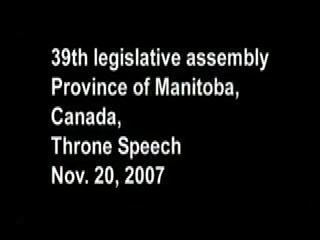 39th legislative assembly
Province of Manitoba,
Canada,
Throne Speech
Nov. 20, 2007